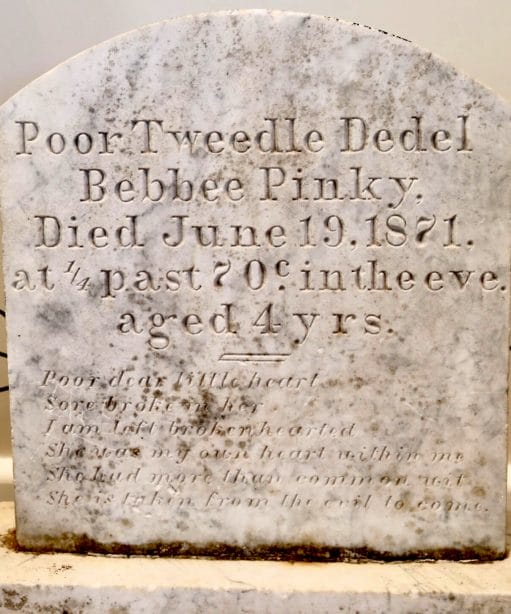 Poor Tweedle Dedel
Bebbee Pinky,
Died June 19, 1871.
at 1/4 past 7 Oc. in the eve.
aged 4 yrs.
Poor dear little heart
Sore broke in her
I am left broken hearted
She was my own heart within me
She had more than common wit
She is taken from the evil to come.